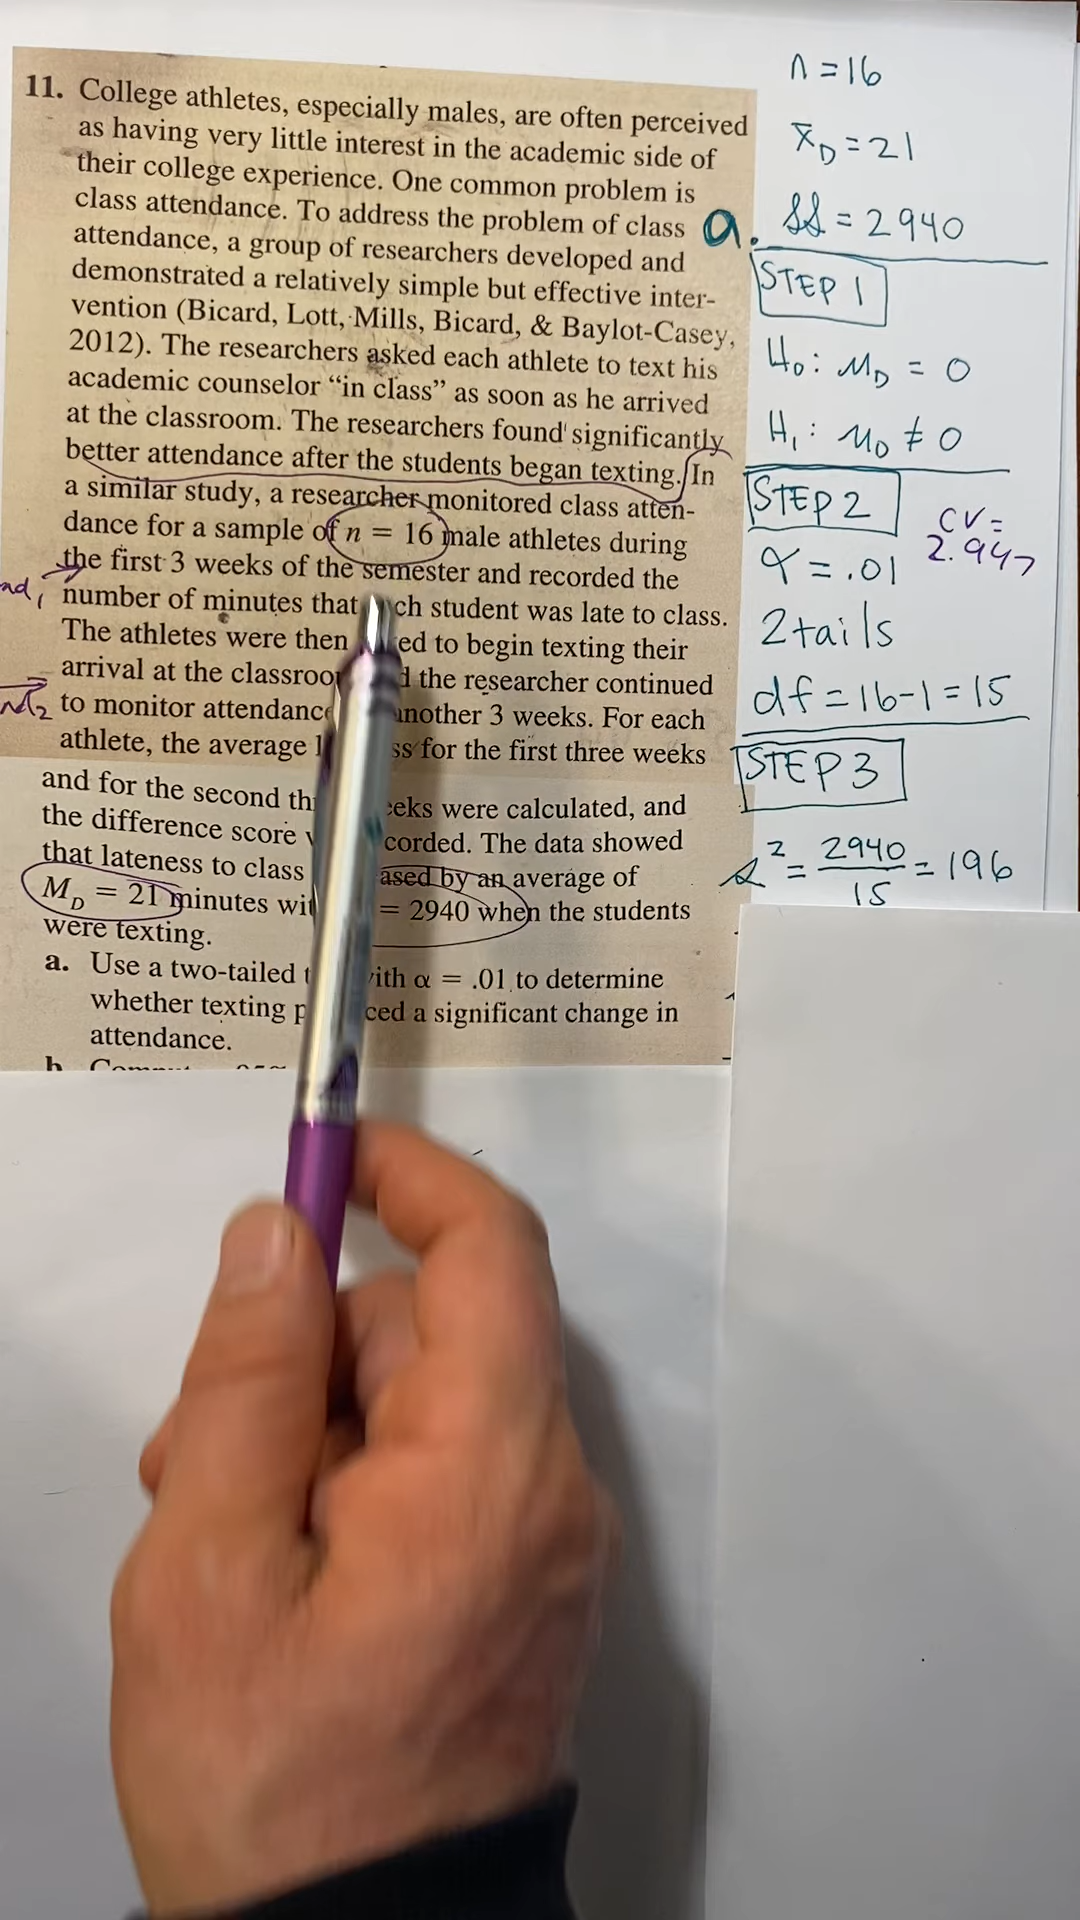 11. College athletes, especially males, are often perceived
as having very little interest in the academic side of
their college experience. One common problem is
class attendance. To address the problem of class
attendance, a group of researchers developed and
demonstrated a relatively simple but effective inter-
vention (Bicard, Lott, Mills, Bicard, & Baylot-Casey,
2012). The researchers asked each athlete to text his
academic counselor “in class” as soon as he arrived
at the classroom. The researchers found significantly
better attendance after the students began texting. In
a similar study, a researcher monitored class atten-
dance for a sample of n = 16 male athletes during
the first 3 weeks of the semester and recorded the
number of minutes that ch student was late to class.
The athletes were then ed to begin texting their
arrival at the the researcher continued
to monitor another 3 weeks. For each
athlete, the average for the first three weeks
and for the second were calculated, and
the difference score corded. The data showed
that lateness to class ased by an average of
M_D = 21 minutes = 2940 when the students
were texting.
a. Use a two-tailed α = .01 to determine
whether texting ced a significant change in
attendance.
n = 16
x̄_D = 21
a. SS = 2940
STEP 1
H₀: μ_D = 0
H₁: μ_D ≠ 0
STEP 2
CV =
2.947
α = .01
2 tails
df = 16-1 = 15
STEP 3
s² = 2940/15 = 196